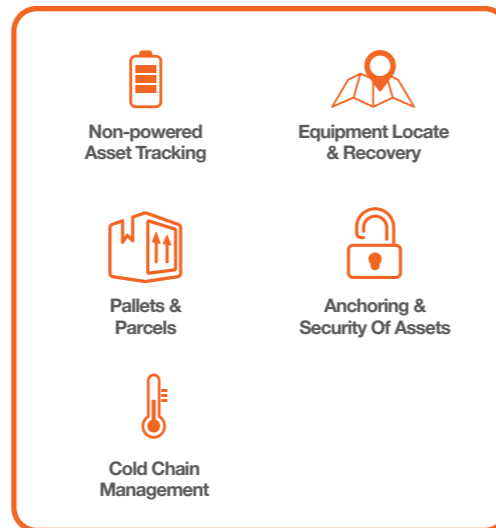 Non-powered
Asset Tracking
Equipment Locate
& Recovery
Pallets &
Parcels
Anchoring &
Security Of Assets
Cold Chain
Management